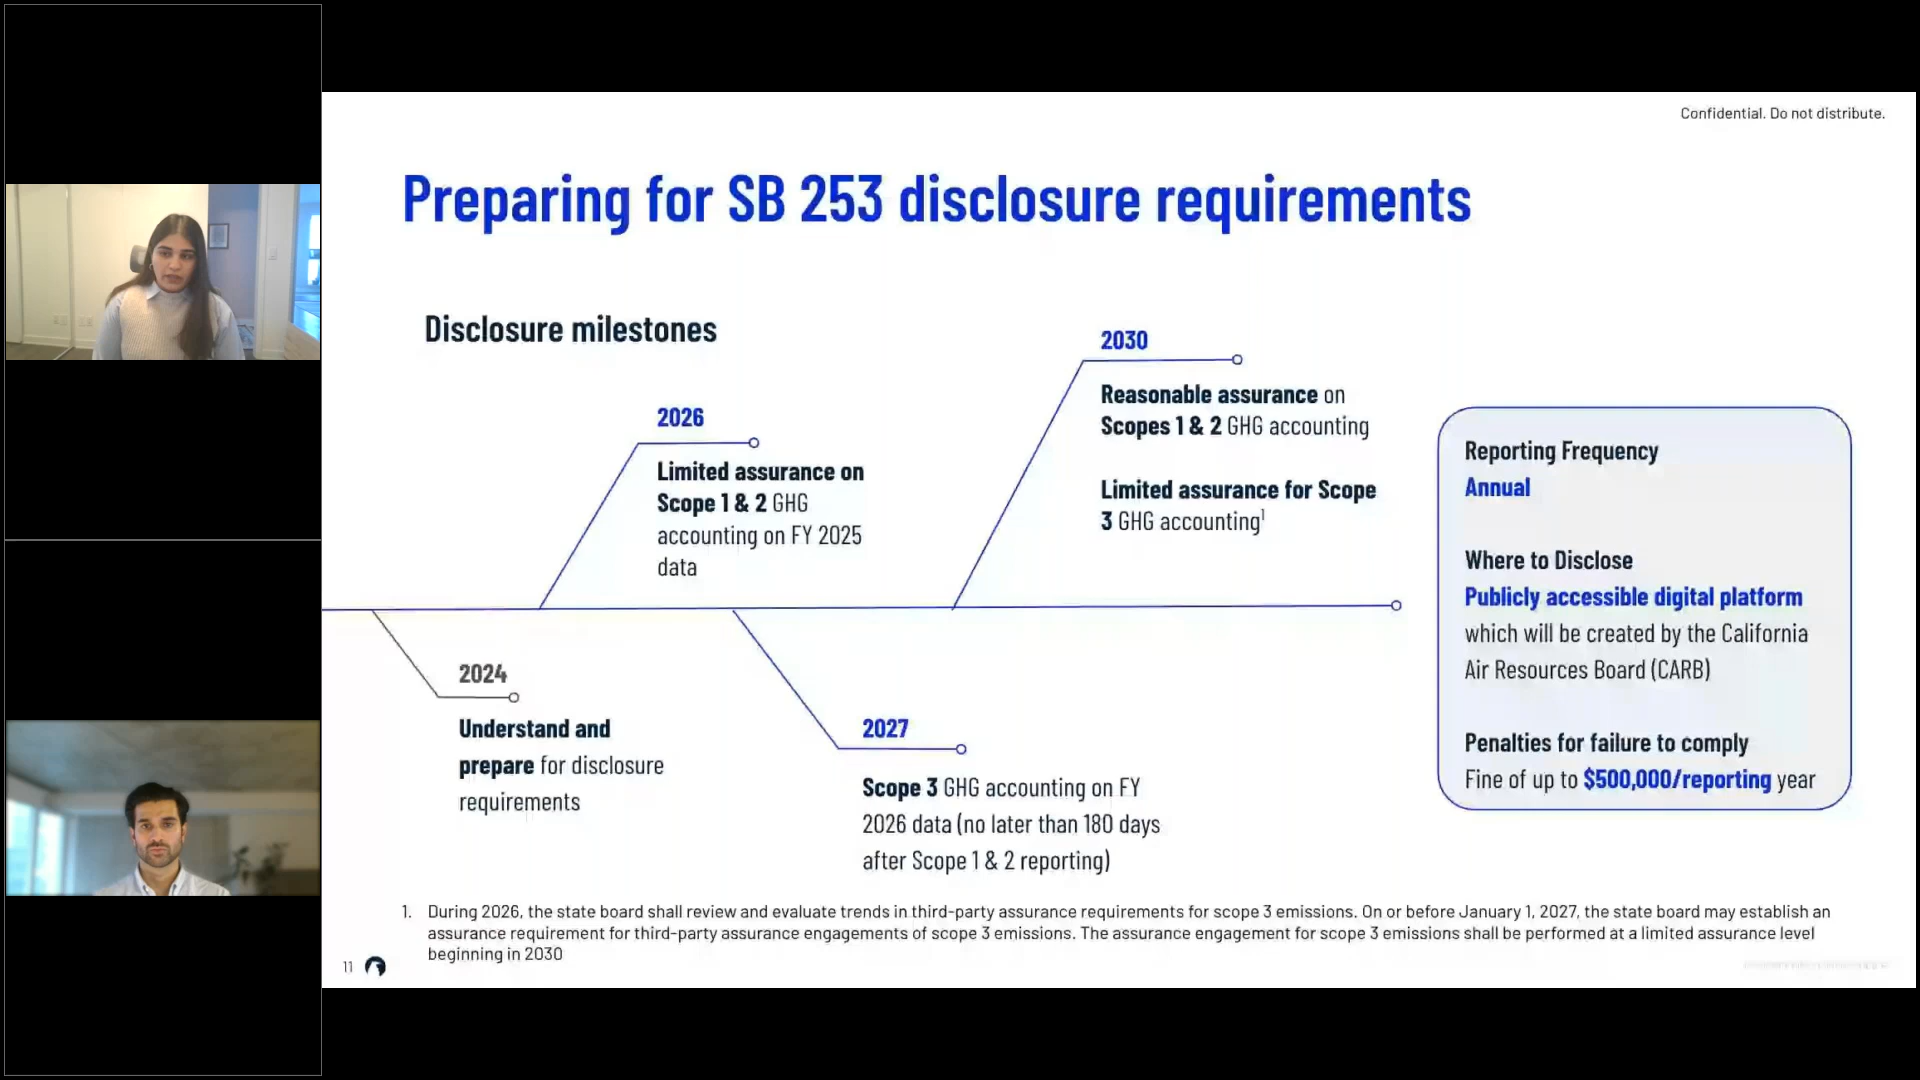 Confidential. Do not distribute.
Preparing for SB 253 disclosure requirements
Disclosure milestones
2030
Reasonable assurance on
Scopes 1 & 2 GHG accounting
Limited assurance for Scope
3 GHG accounting1
2026
Limited assurance on
Scope 1 & 2 GHG
accounting on FY 2025
data
2024
Understand and
prepare for disclosure
requirements
2027
Scope 3 GHG accounting on FY
2026 data (no later than 180 days
after Scope 1 & 2 reporting)
Reporting Frequency
Annual
Where to Disclose
Publicly accessible digital platform
which will be created by the California
Air Resources Board (CARB)
Penalties for failure to comply
Fine of up to $500,000/reporting year
1. During 2026, the state board shall review and evaluate trends in third-party assurance requirements for scope 3 emissions. On or before January 1, 2027, the state board may establish an
assurance requirement for third-party assurance engagements of scope 3 emissions. The assurance engagement for scope 3 emissions shall be performed at a limited assurance level
beginning in 2030
11